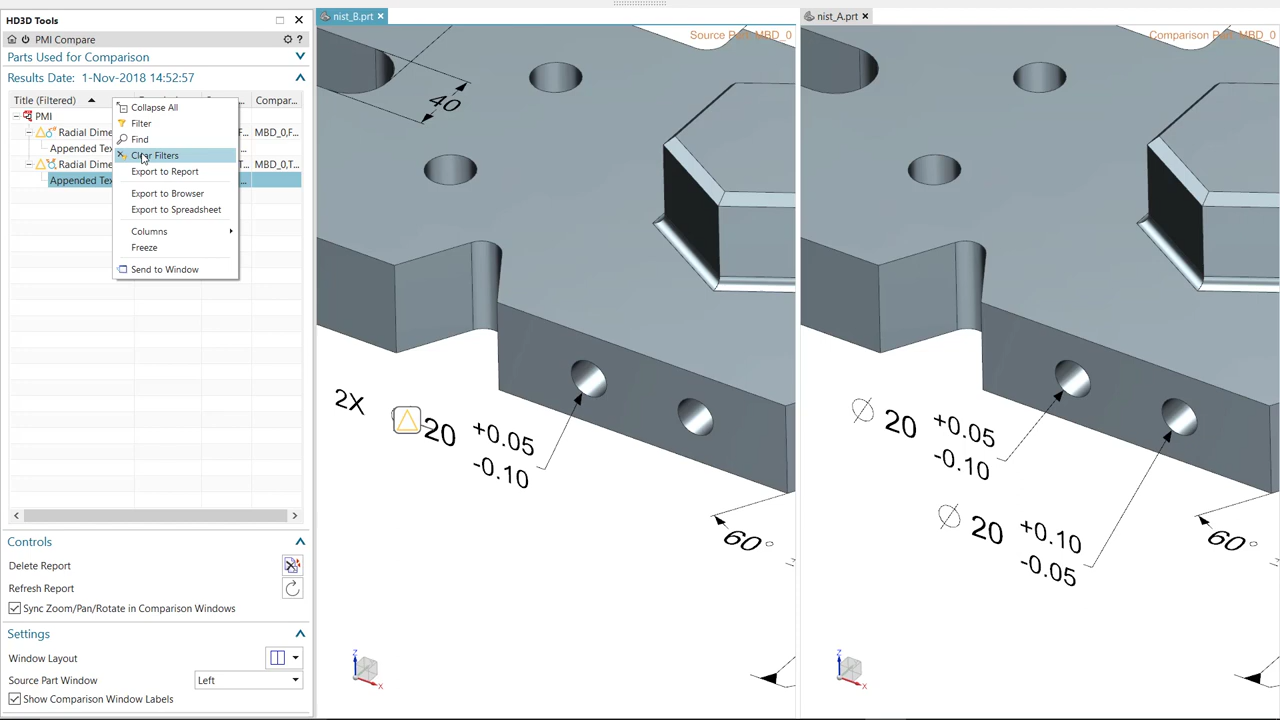 HD3D Tools
PMI Compare
Parts Used for Comparison
Results Date: 1-Nov-2018 14:52:57
Title (Filtered)
Compar...
PMI
Radial Dime
MBD_0,F...
Appended Tex
Radial Dime
MBD_0,T...
Appended Tex
Collapse All
Filter
Find
Clear Filters
Export to Report
Export to Browser
Export to Spreadsheet
Columns
Freeze
Send to Window
Controls
Delete Report
Refresh Report
Sync Zoom/Pan/Rotate in Comparison Windows
Settings
Window Layout
Source Part Window
Left
Show Comparison Window Labels
nist_B.prt
MBD_0
40
2X
20
+0.05
-0.10
60°
nist_A.prt
Comparison Part MBD_0
∅ 20
+0.05
-0.10
∅ 20
+0.10
-0.05
60°
Z
X
Z
X